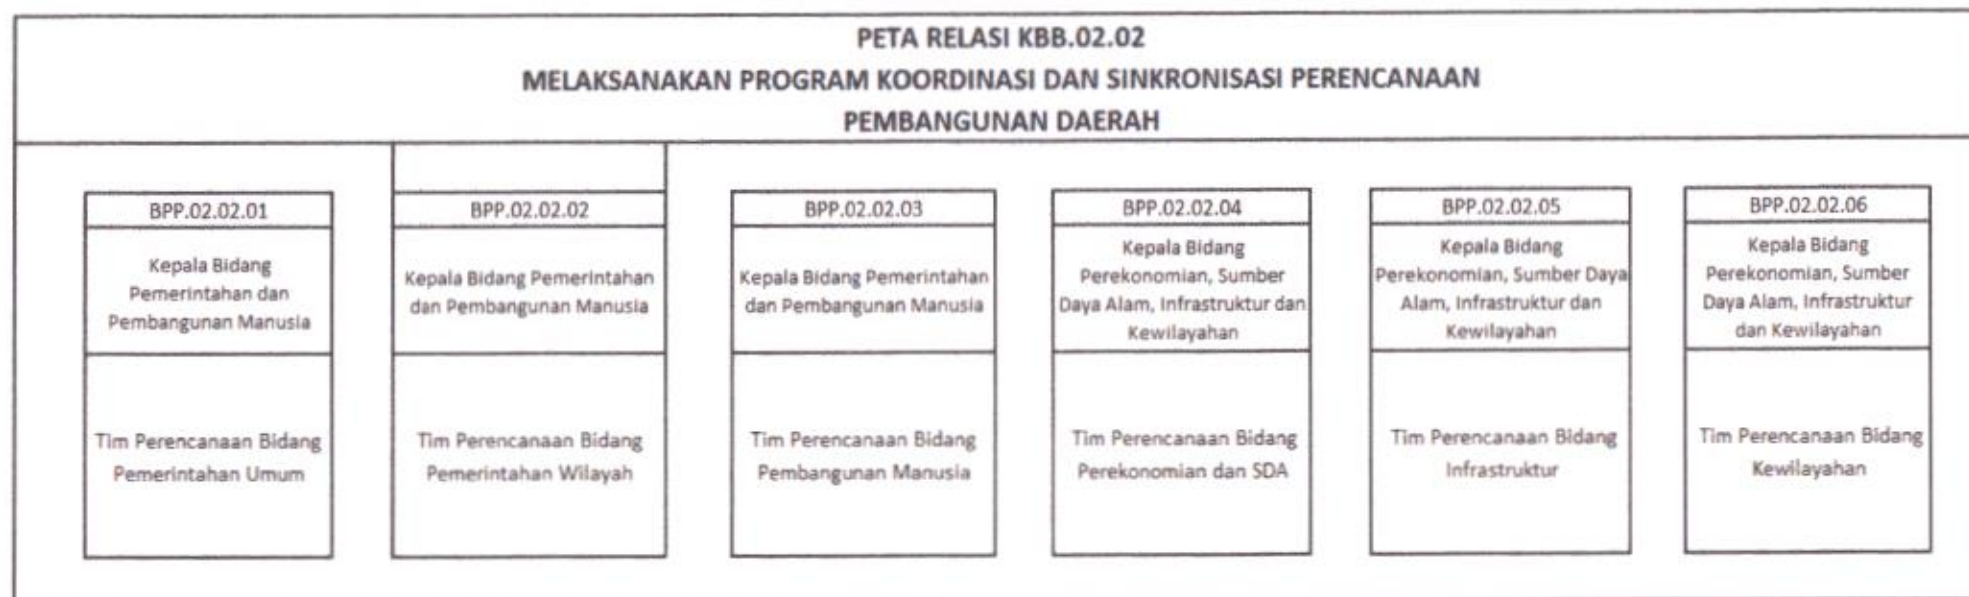 PETA RELASI KBB.02.02
MELAKSANAKAN PROGRAM KOORDINASI DAN SINKRONISASI PERENCANAAN
PEMBANGUNAN DAERAH
BPP.02.02.01
Kepala Bidang
Pemerintahan dan
Pembangunan Manusia
Tim Perencanaan Bidang
Pemerintahan Umum
BPP.02.02.02
Kepala Bidang Pemerintahan
dan Pembangunan Manusia
Tim Perencanaan Bidang
Pemerintahan Wilayah
BPP.02.02.03
Kepala Bidang Pemerintahan
dan Pembangunan Manusia
Tim Perencanaan Bidang
Pembangunan Manusia
BPP.02.02.04
Kepala Bidang
Perekonomian, Sumber
Daya Alam, Infrastruktur dan
Kewilayahan
Tim Perencanaan Bidang
Perekonomian dan SDA
BPP.02.02.05
Kepala Bidang
Perekonomian, Sumber Daya
Alam, Infrastruktur dan
Kewilayahan
Tim Perencanaan Bidang
Infrastruktur
BPP.02.02.06
Kepala Bidang
Perekonomian, Sumber
Daya Alam, Infrastruktur
dan Kewilayahan
Tim Perencanaan Bidang
Kewilayahan